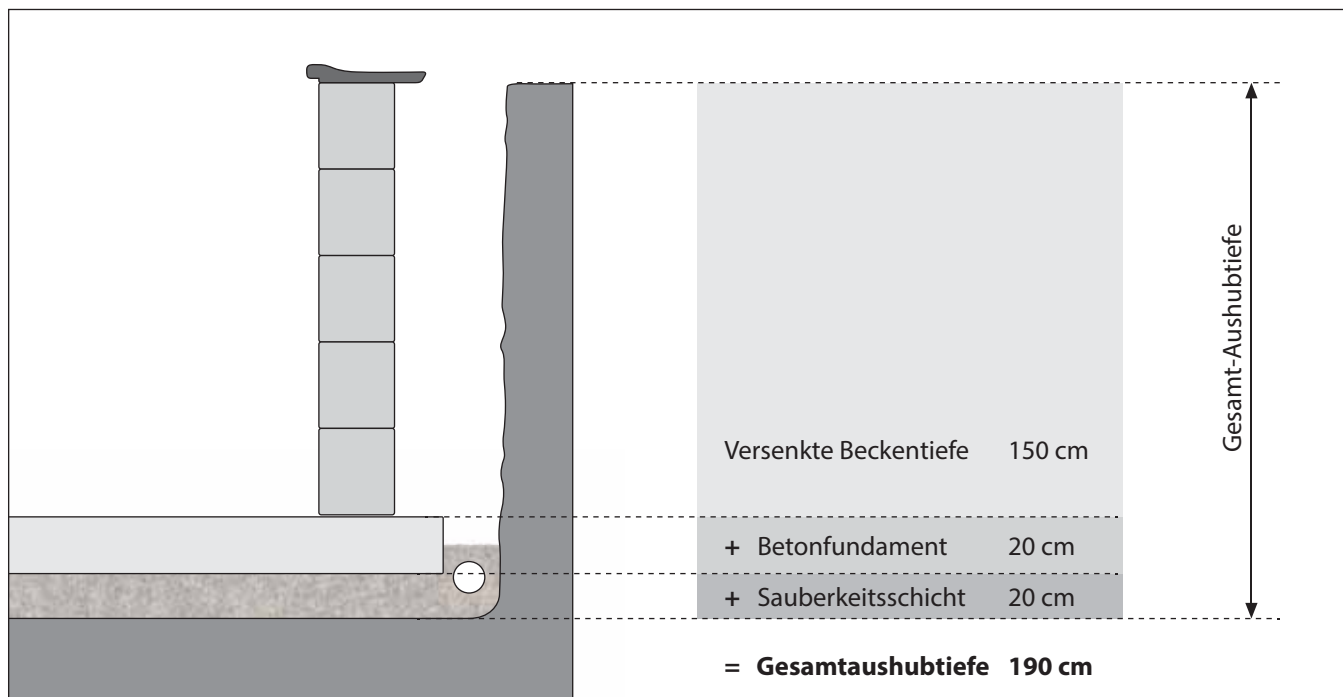 Gesamt-Aushubtiefe
Versenkte Beckentiefe 150 cm
+ Betonfundament 20 cm
+ Sauberkeitsschicht 20 cm
= Gesamtaushubtiefe 190 cm